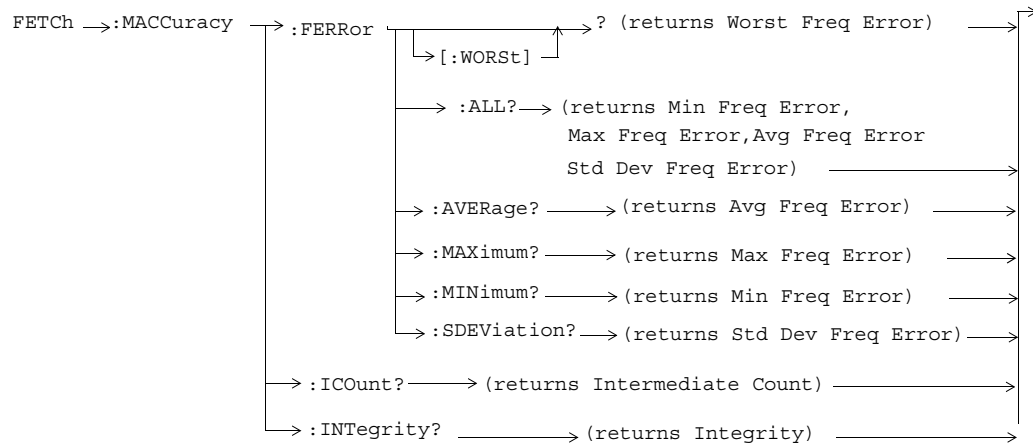 FETCh :MACCuracy :FERRor ? (returns Worst Freq Error)
[:WORSt]
:ALL? (returns Min Freq Error,
Max Freq Error,Avg Freq Error
Std Dev Freq Error)
:AVERage? (returns Avg Freq Error)
:MAXimum? (returns Max Freq Error)
:MINimum? (returns Min Freq Error)
:SDEViation? (returns Std Dev Freq Error)
:ICOunt? (returns Intermediate Count)
:INTegrity? (returns Integrity)